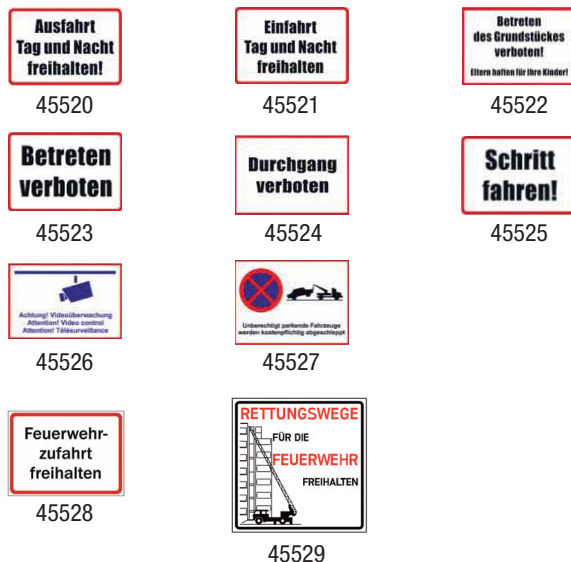 Ausfahrt
Tag und Nacht
freihalten!
45520
Einfahrt
Tag und Nacht
freihalten
45521
Betreten
des Grundstückes
verboten!
Eltern haften für ihre Kinder!
45522
Betreten
verboten
45523
Durchgang
verboten
45524
Schritt
fahren!
45525
Achtung! Videoüberwachung
Attention! Video control
Attention! Télésurveillance
45526
Unberechtigt parkende Fahrzeuge
werden kostenpflichtig abgeschleppt
45527
Feuerwehr-
zufahrt
freihalten
45528
RETTUNGSWEGE
FÜR DIE
FEUERWEHR
FREIHALTEN
45529